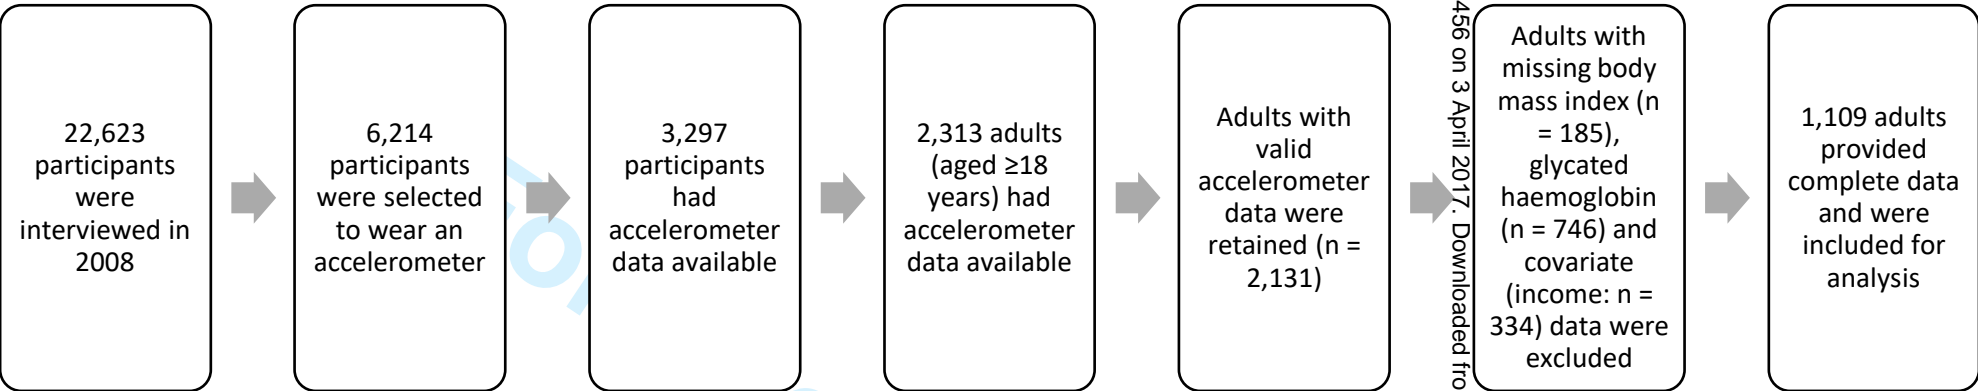 22,623
participants
were
interviewed in
2008
6,214
participants
were selected
to wear an
accelerometer
3,297
participants
had
accelerometer
data available
2,313 adults
(aged ≥18
years) had
accelerometer
data available
Adults with
valid
accelerometer
data were
retained (n =
2,131)
456 on 3 April 2017. Downloaded fro
Adults with
missing body
mass index (n
= 185),
glycated
haemoglobin
(n = 746) and
covariate
(income: n =
334) data were
excluded
1,109 adults
provided
complete data
and were
included for
analysis